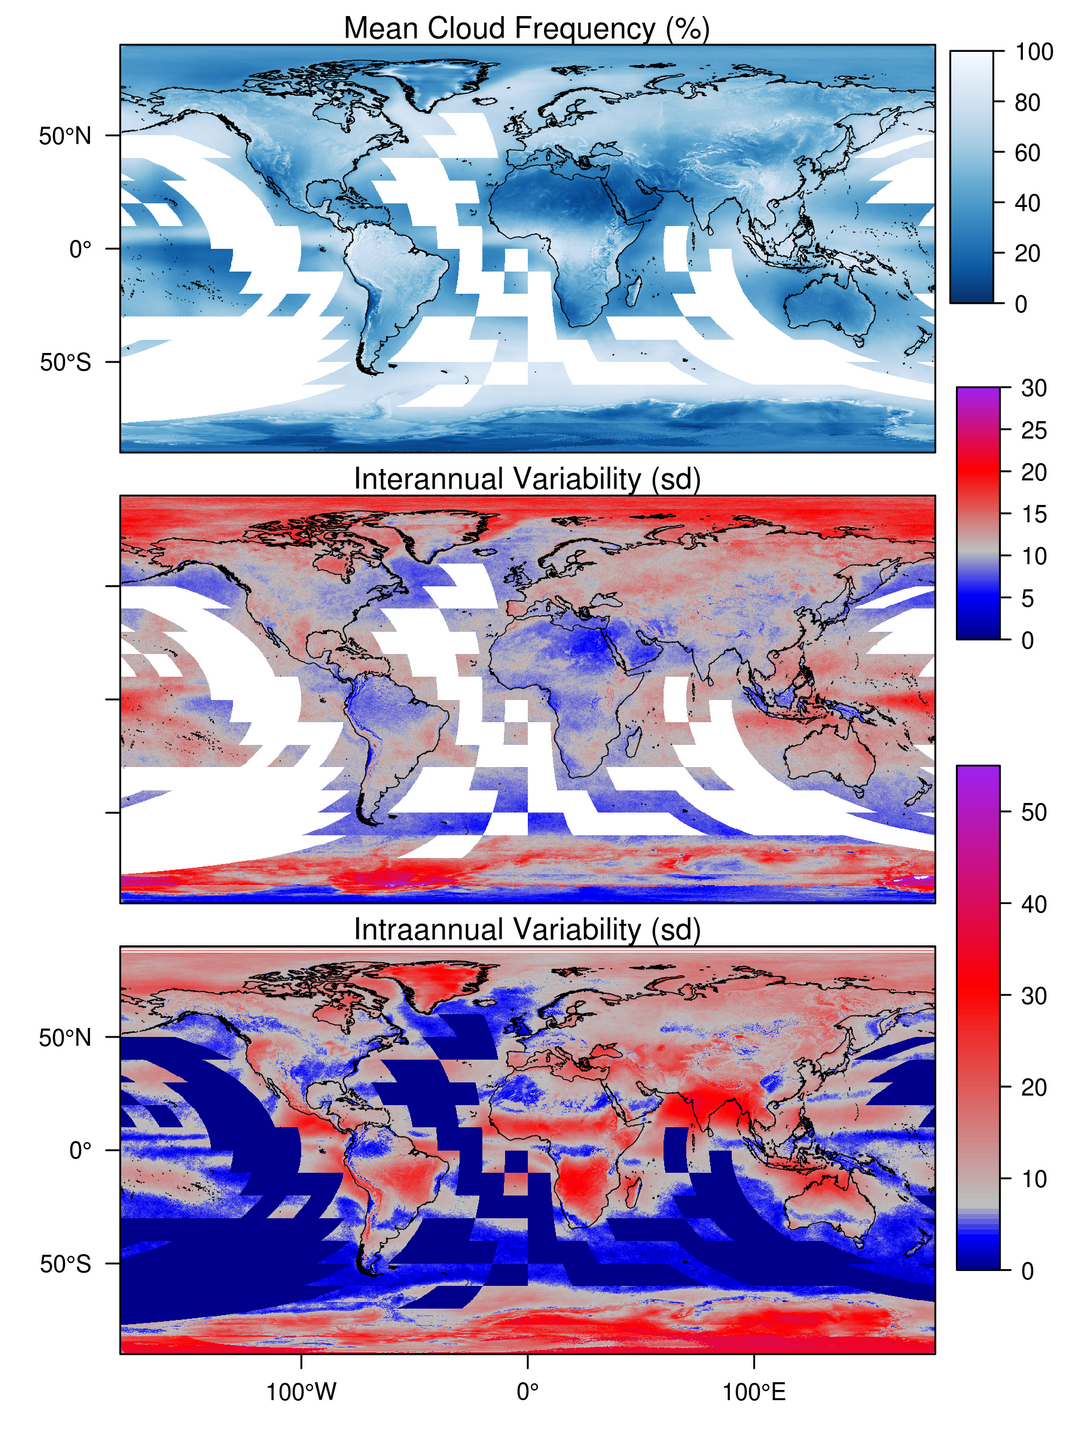 Mean Cloud Frequency (%)
100
80
60
40
20
0
50°N
0°
50°S
Interannual Variability (sd)
30
25
20
15
10
5
0
Intraannual Variability (sd)
50
40
30
20
10
0
50°N
0°
50°S
100°W
0°
100°E